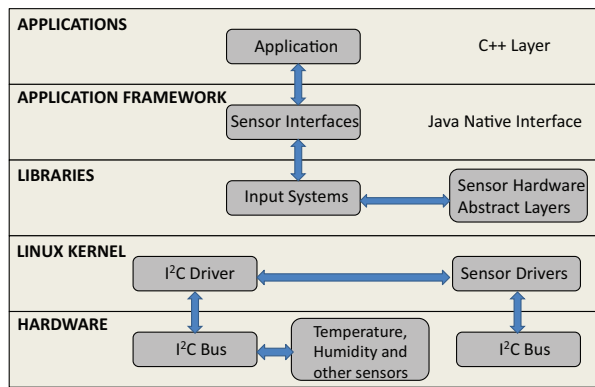 APPLICATIONS
Application
C++ Layer
APPLICATION FRAMEWORK
Sensor Interfaces
Java Native Interface
LIBRARIES
Input Systems
Sensor Hardware
Abstract Layers
LINUX KERNEL
I²C Driver
Sensor Drivers
HARDWARE
I²C Bus
Temperature,
Humidity and
other sensors
I²C Bus